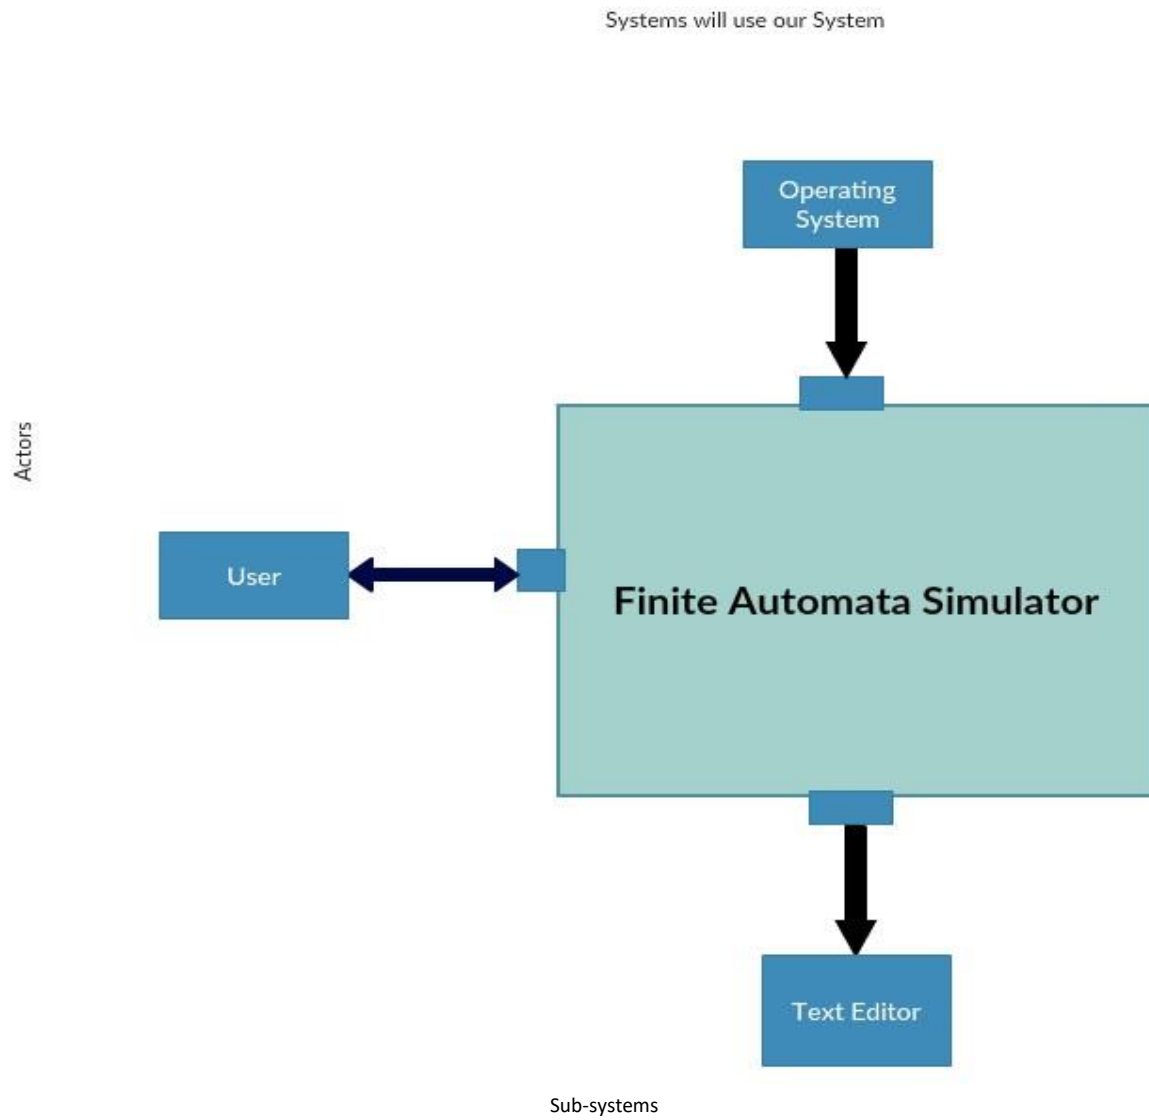 Systems will use our System
Operating
System
Actors
User
Finite Automata Simulator
Text Editor
Sub-systems